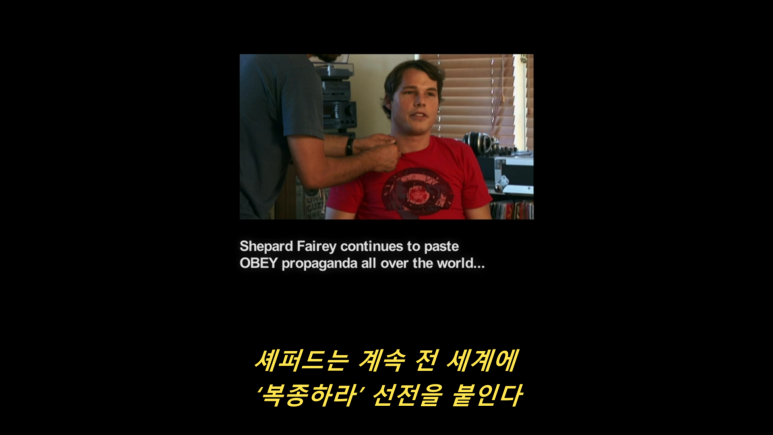 Shepard Fairey continues to paste
OBEY propaganda all over the world...
셰퍼드는 계속 전 세계에
‘복종하라’ 선전을 붙인다